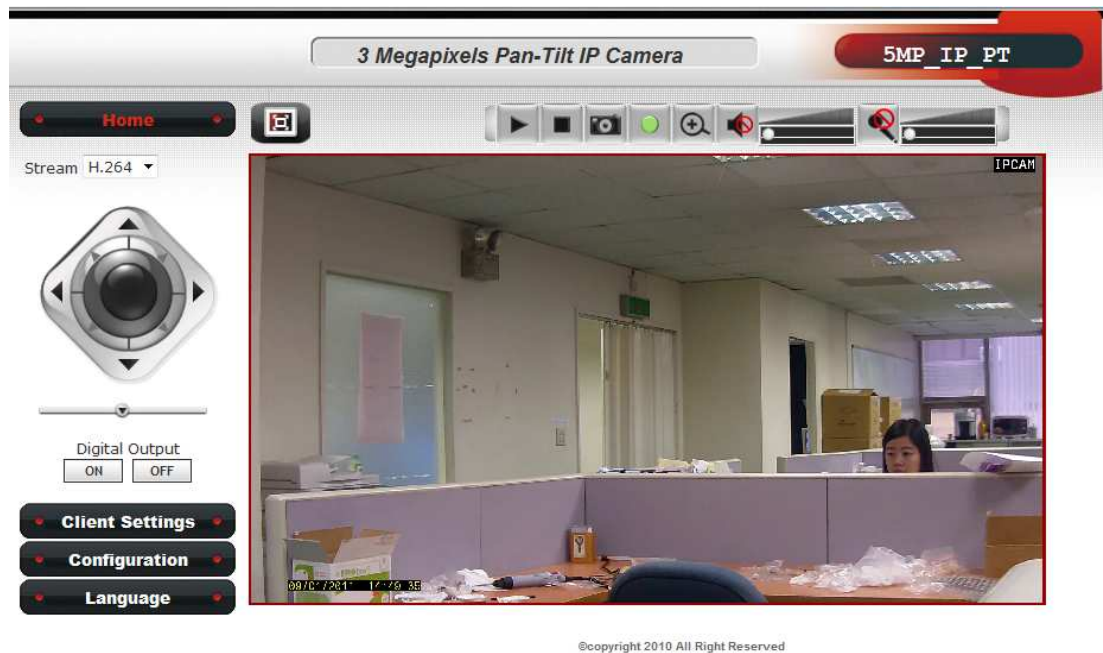 3 Megapixels Pan-Tilt IP Camera
5MP_IP_PT
Home
Stream H.264
IPCAM
Digital Output
ON OFF
Client Settings
Configuration
Language
©copyright 2010 All Right Reserved